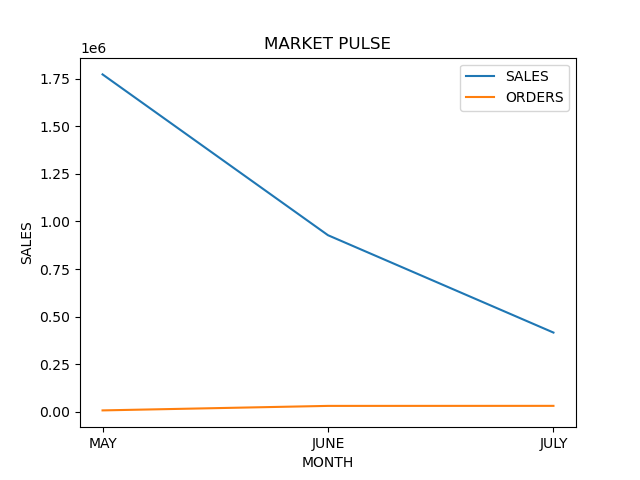 MARKET PULSE
1e6
SALES
ORDERS
1.75
1.50
1.25
1.00
0.75
0.50
0.25
0.00
SALES
MAY
JUNE
JULY
MONTH